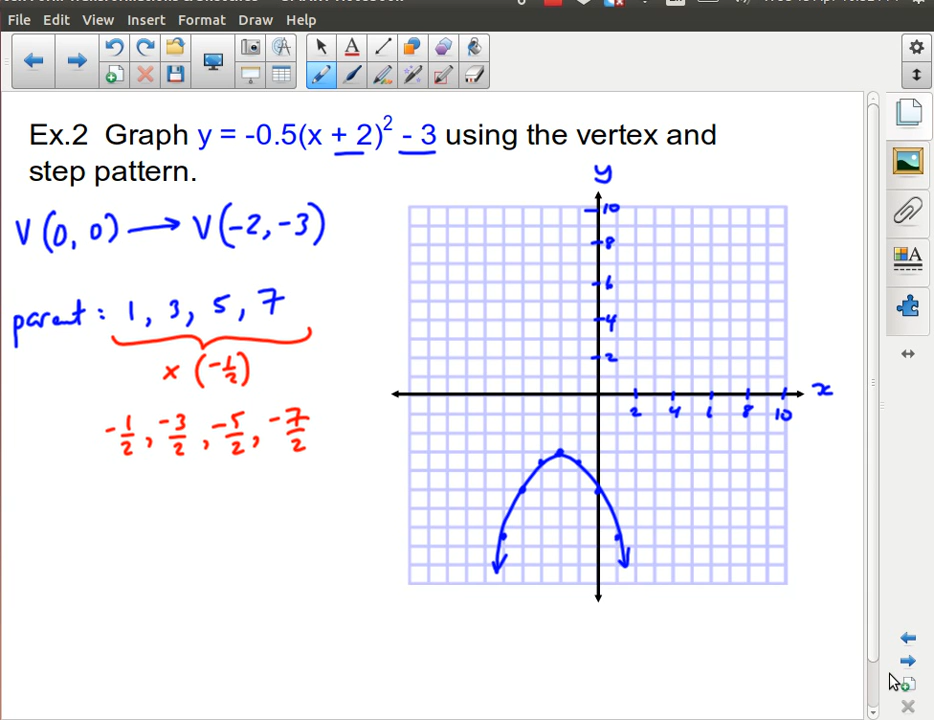 File Edit View Insert Format Draw Help
Ex.2 Graph y = -0.5(x + 2)² - 3 using the vertex and
step pattern.
V(0, 0) → V(-2, -3)
parent: 1, 3, 5, 7
x (-1/2)
-1/2, -3/2, -5/2, -7/2
y
10
8
6
4
2
x
2 4 6 8 10